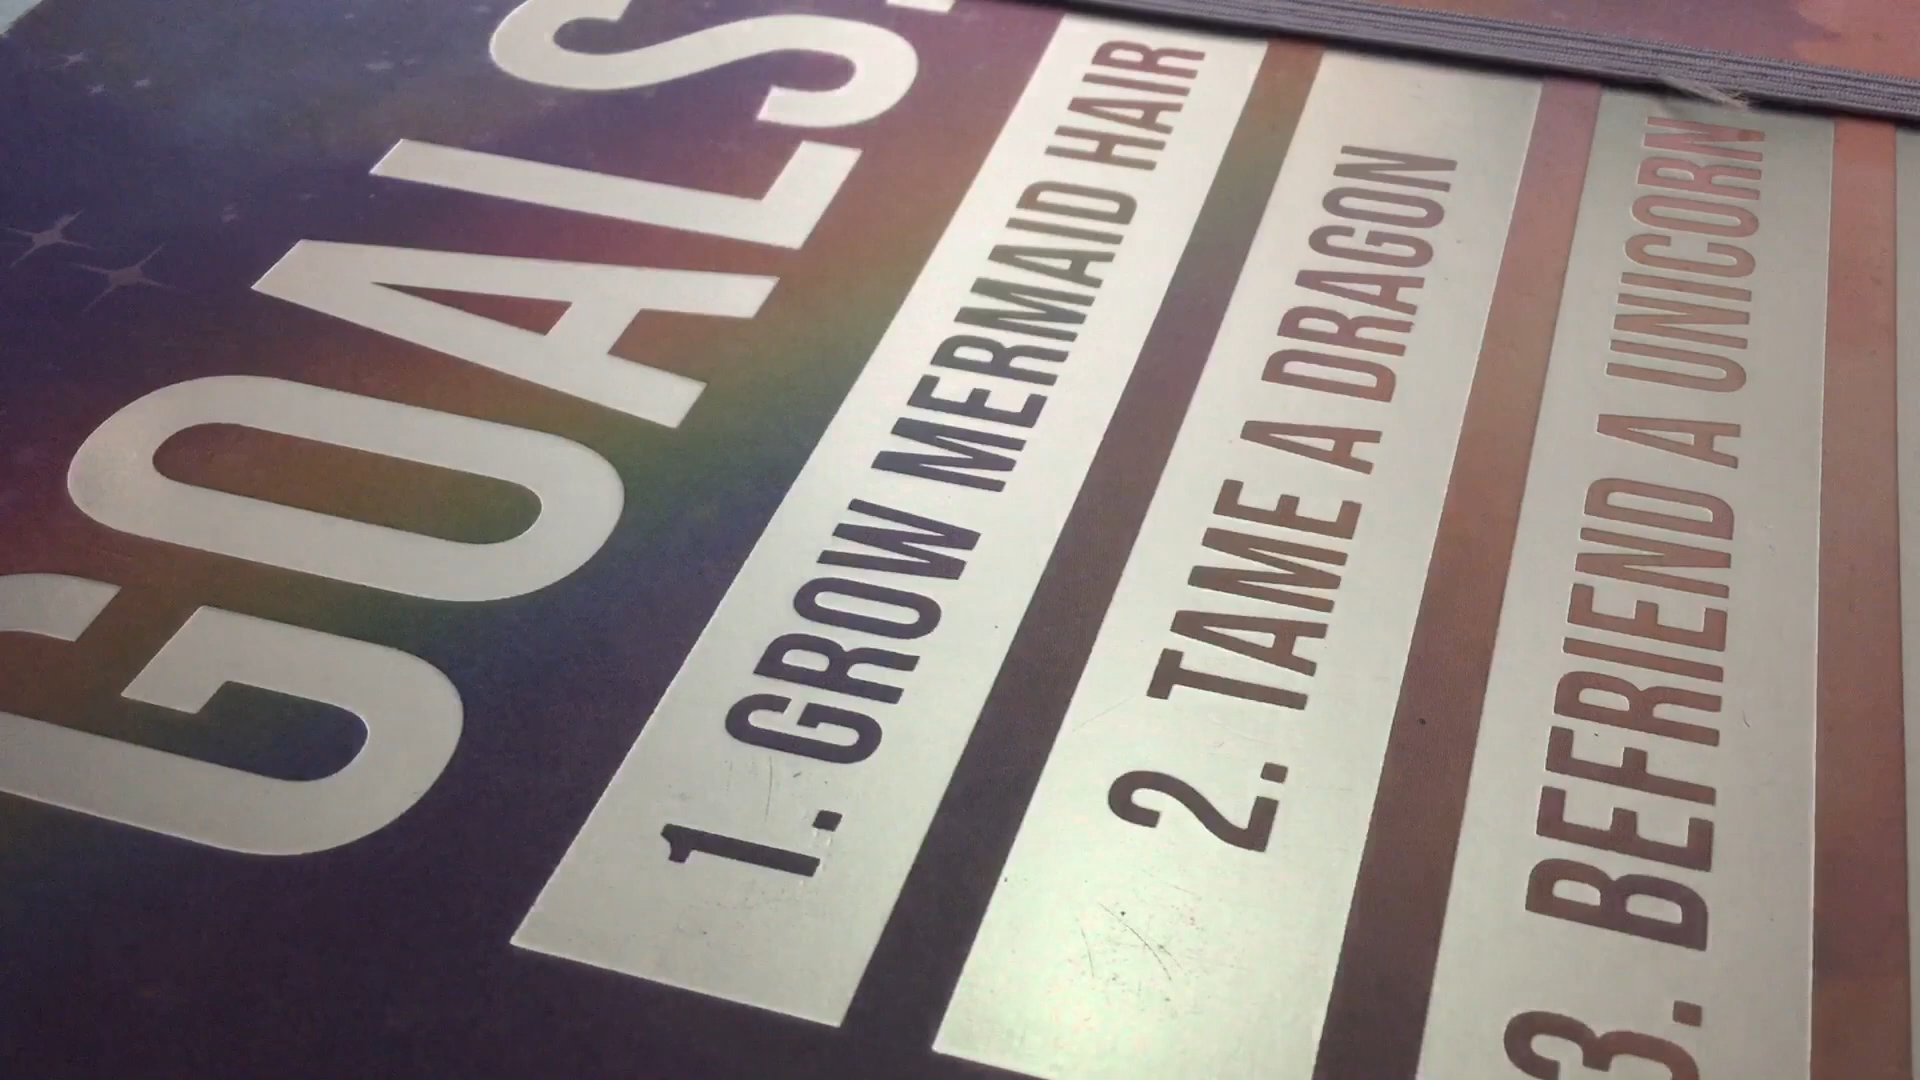 GOALS:
1. GROW MERMAID HAIR
2. TAME A DRAGON
3. BEFRIEND A UNICORN